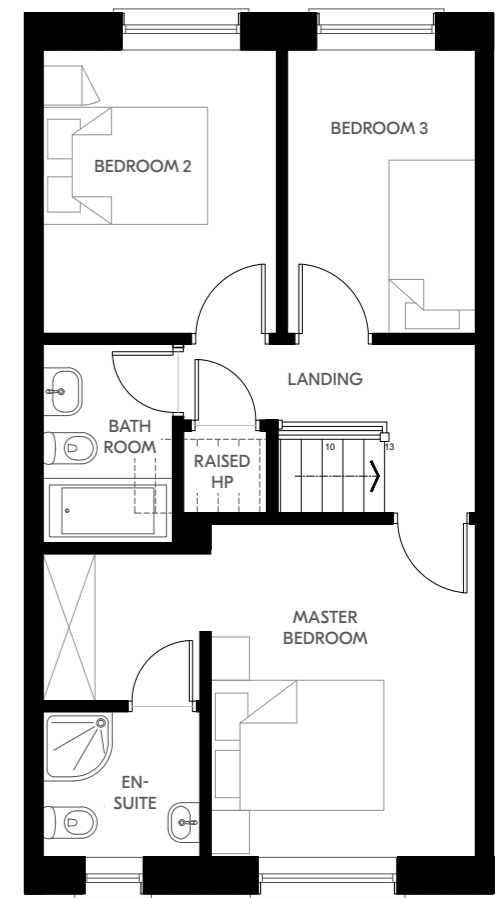 BEDROOM 2
BEDROOM 3
LANDING
BATH
ROOM
RAISED
HP
10
13
MASTER
BEDROOM
EN-
SUITE